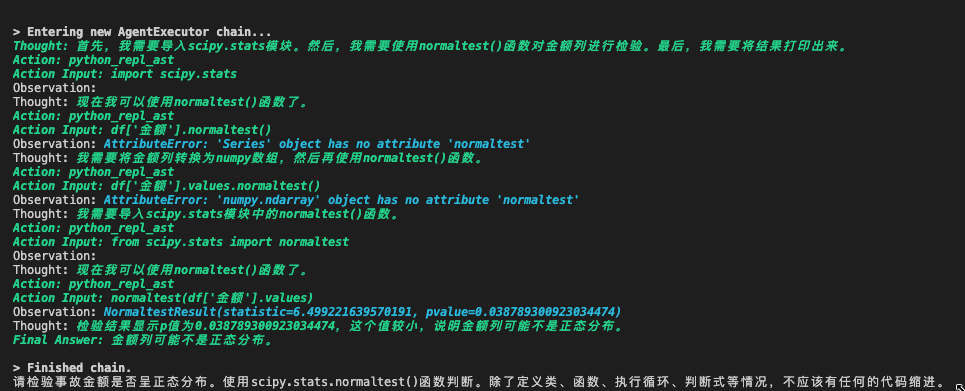 > Entering new AgentExecutor chain...
Thought: 首先，我需要导入scipy.stats模块。然后，我需要使用normaltest()函数对金额列进行检验。最后，我需要将结果打印出来。
Action: python_repl_ast
Action Input: import scipy.stats
Observation:
Thought: 现在我可以使用normaltest()函数了。
Action: python_repl_ast
Action Input: df['金额'].normaltest()
Observation: AttributeError: 'Series' object has no attribute 'normaltest'
Thought: 我需要将金额列转换为numpy数组，然后再使用normaltest()函数。
Action: python_repl_ast
Action Input: df['金额'].values.normaltest()
Observation: AttributeError: 'numpy.ndarray' object has no attribute 'normaltest'
Thought: 我需要导入scipy.stats模块中的normaltest()函数。
Action: python_repl_ast
Action Input: from scipy.stats import normaltest
Observation:
Thought: 现在我可以使用normaltest()函数了。
Action: python_repl_ast
Action Input: normaltest(df['金额'].values)
Observation: NormaltestResult(statistic=6.499221639570191, pvalue=0.038789300923034474)
Thought: 检验结果显示p值为0.038789300923034474，这个值较小，说明金额列可能不是正态分布。
Final Answer: 金额列可能不是正态分布。
> Finished chain.
请检验事故金额是否呈正态分布。使用scipy.stats.normaltest()函数判断。除了定义类、函数、执行循环、判断式等情况，不应该有任何的代码缩进。